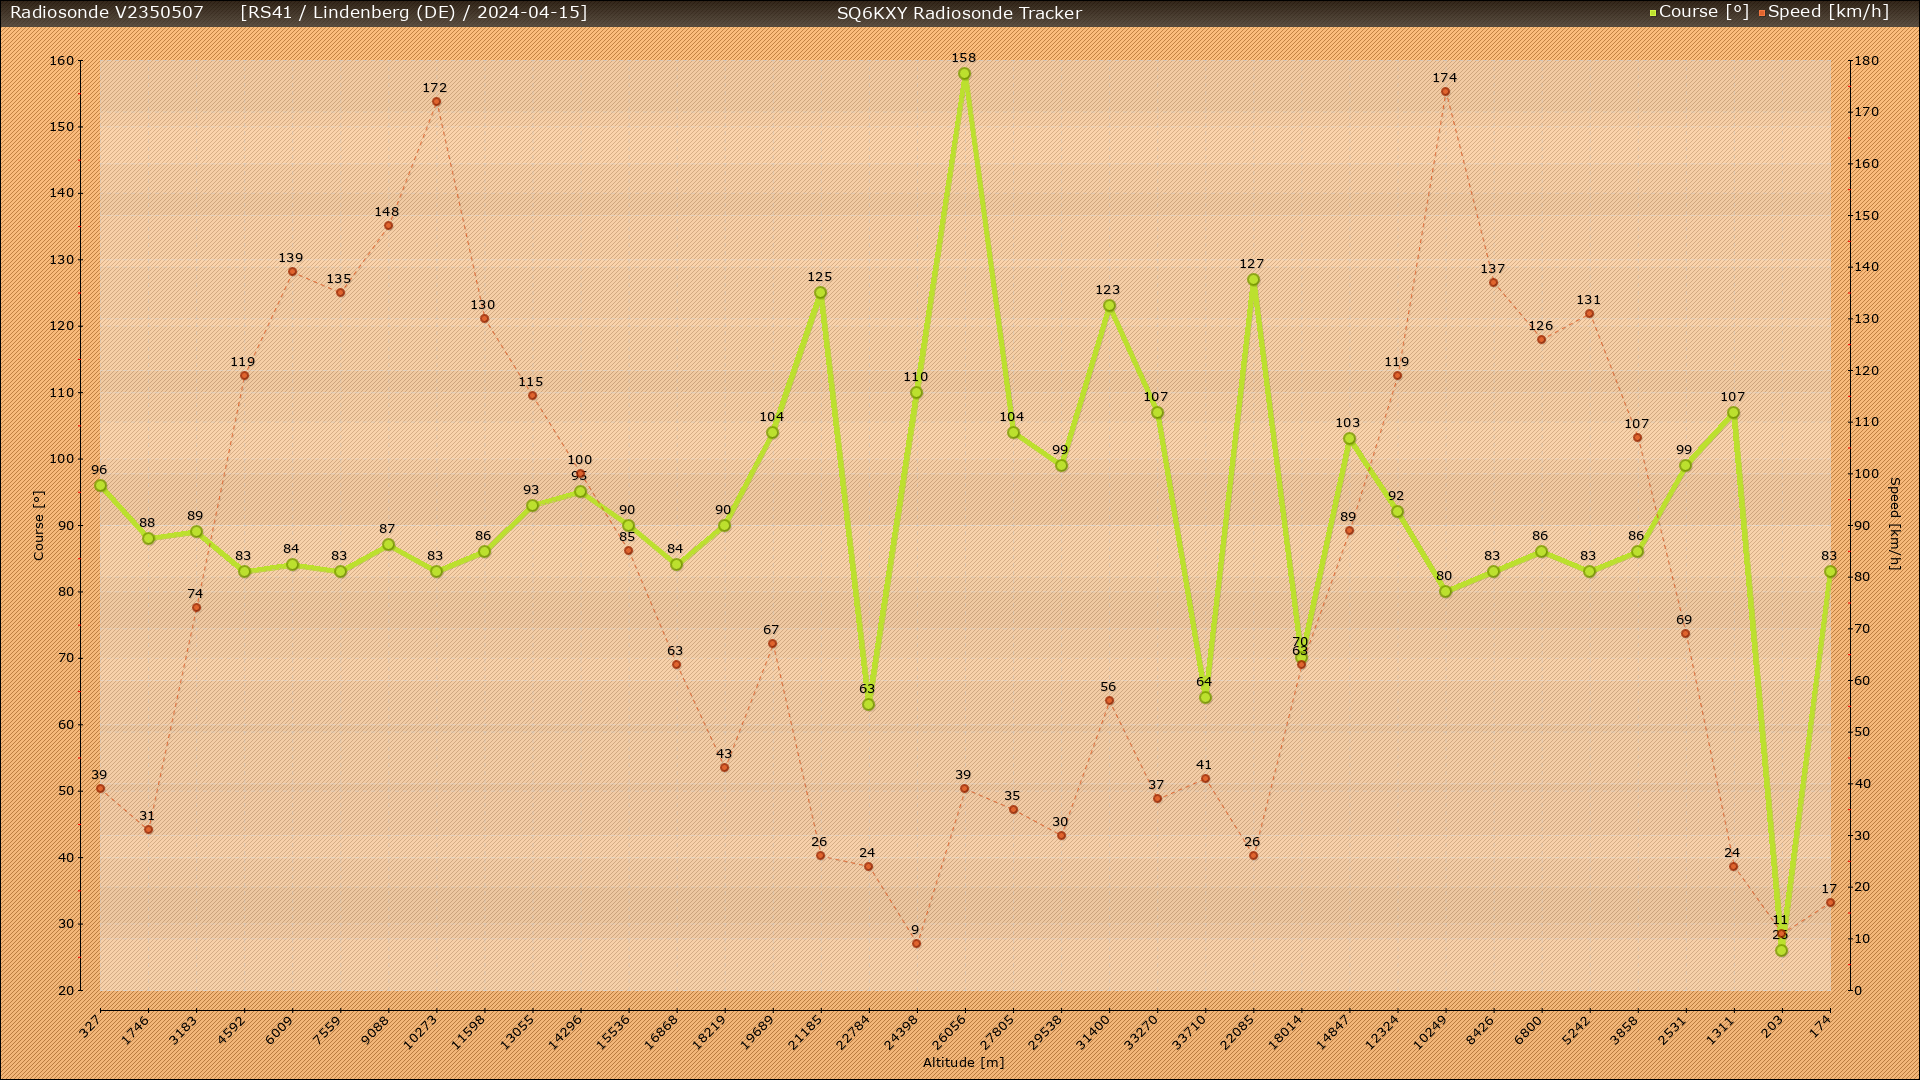 Radiosonde V2350507 [RS41 / Lindenberg (DE) / 2024-04-15] SQ6KXY Radiosonde Tracker Course [°] Speed [km/h]
160 150 140 130 120 110 100 90 80 70 60 50 40 30 20
Course [°]
96 88 89 83 84 83 87 83 86 93 95 90 84 90 104 125 63 110 158 104 99 123 107 64 127 70 103 92 80 83 86 83 86 99 107 26 83
39 31 74 119 139 135 148 172 130 115 100 85 63 43 67 26 24 9 39 35 30 56 37 41 26 63 89 119 174 137 126 131 107 69 24 11 17
180 170 160 150 140 130 120 110 100 90 80 70 60 50 40 30 20 10 0
Speed [km/h]
327 1746 3183 4592 6009 7559 9088 10273 11598 13055 14296 15536 16868 18219 19689 21185 22784 24398 26056 27805 29538 31400 33270 33710 22085 18014 14847 12324 10249 8426 6800 5242 3858 2531 1311 203 174
Altitude [m]